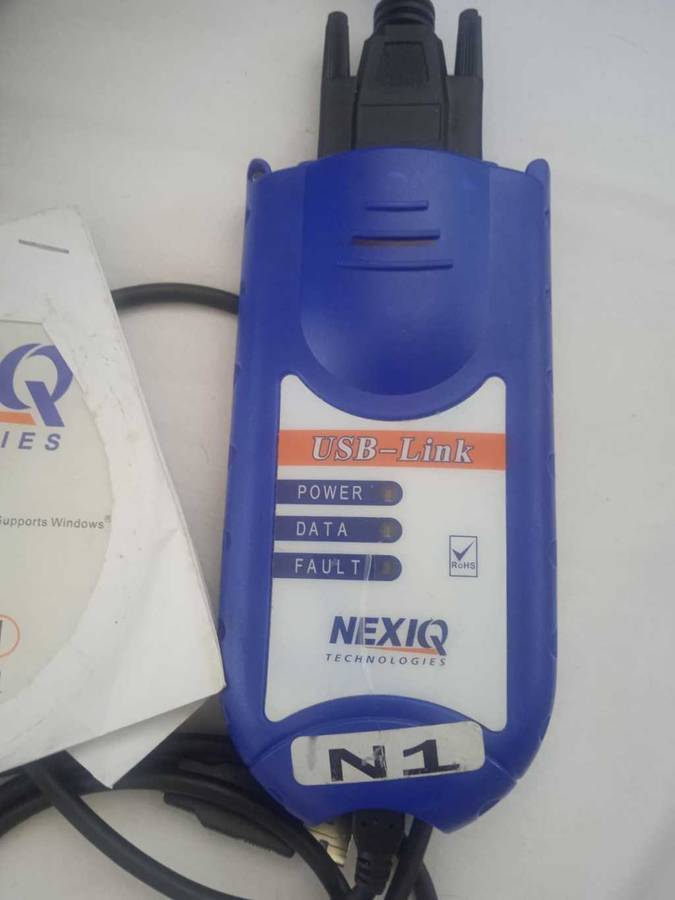 USB-Link
POWER
DATA
FAULT
RoHS
NEXIQ
TECHNOLOGIES
N1
Q
IES
Supports Windows®